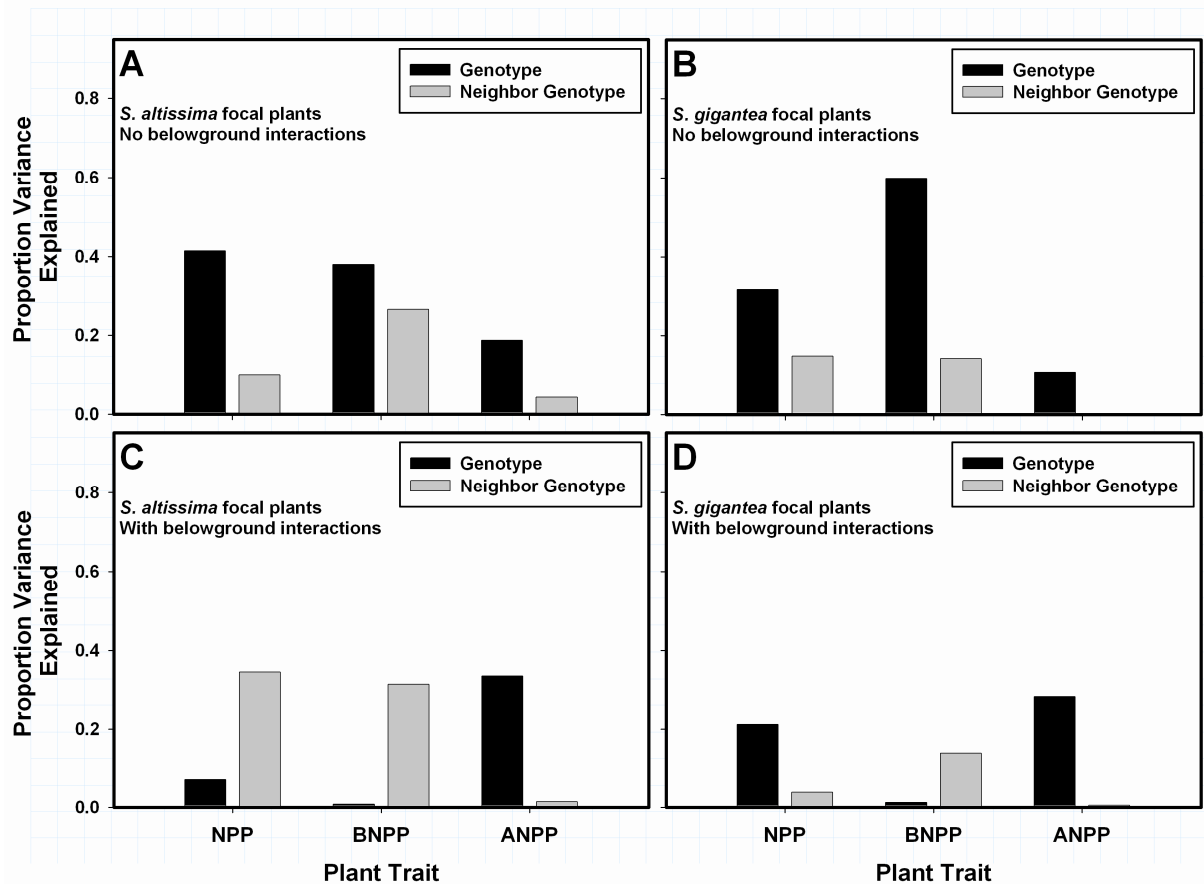 A
Genotype
Neighbor Genotype
S. altissima focal plants
No belowground interactions
B
Genotype
Neighbor Genotype
S. gigantea focal plants
No belowground interactions
Proportion Variance
Explained
0.8
0.6
0.4
0.2
0.0
C
Genotype
Neighbor Genotype
S. altissima focal plants
With belowground interactions
D
Genotype
Neighbor Genotype
S. gigantea focal plants
With belowground interactions
Proportion Variance
Explained
0.8
0.6
0.4
0.2
0.0
NPP BNPP ANPP
NPP BNPP ANPP
Plant Trait
Plant Trait